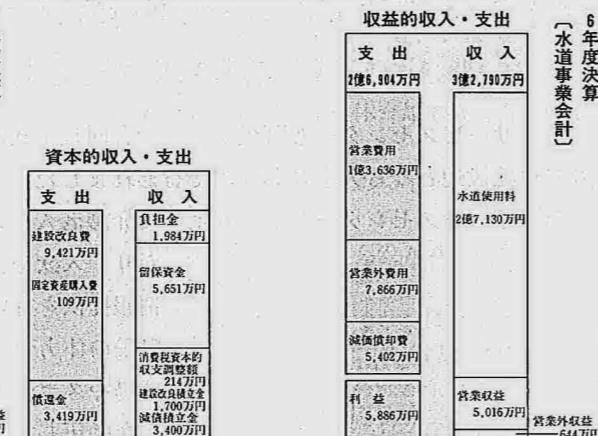 6年度決算
〔水道事業会計〕
収益的収入・支出
支出 収入
2億6,904万円 3億2,790万円
営業費用
1億3,636万円
営業外費用
7,866万円
減価償却費
5,402万円
利益
5,886万円
水道使用料
2億7,130万円
営業収益
5,016万円
営業外収益
644万円
資本的収入・支出
支出 収入
建設改良費
9,421万円
固定資産購入費
109万円
償還金
3,419万円
負担金
1,984万円
留保資金
5,651万円
消費税資本的
収支調整額
214万円
建設改良積立金
1,700万円
減債積立金
3,400万円